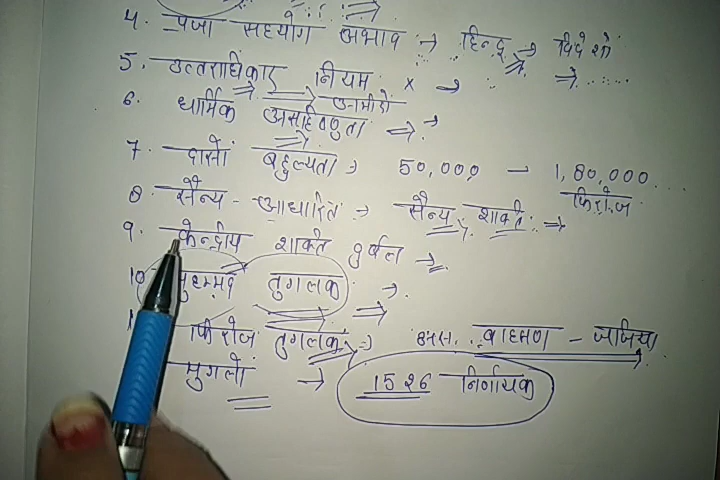 4. प्रजा सहयोग अभाव → हिन्दू → विदेशी
5. उत्तराधिकार नियम × →
6. धार्मिक असहिष्णुता →
7. दासों बहुल्यता → 50,000 — 1,80,000 फिरोज
8. सैन्य - आधारित → सैन्य शक्ति →
9. केन्द्रीय शक्ति दुर्बल →
10. मुहम्मद तुगलक →
फिरोज तुगलक → ब्राह्मण – जजिया
मुगलों → 1526 निर्णायक